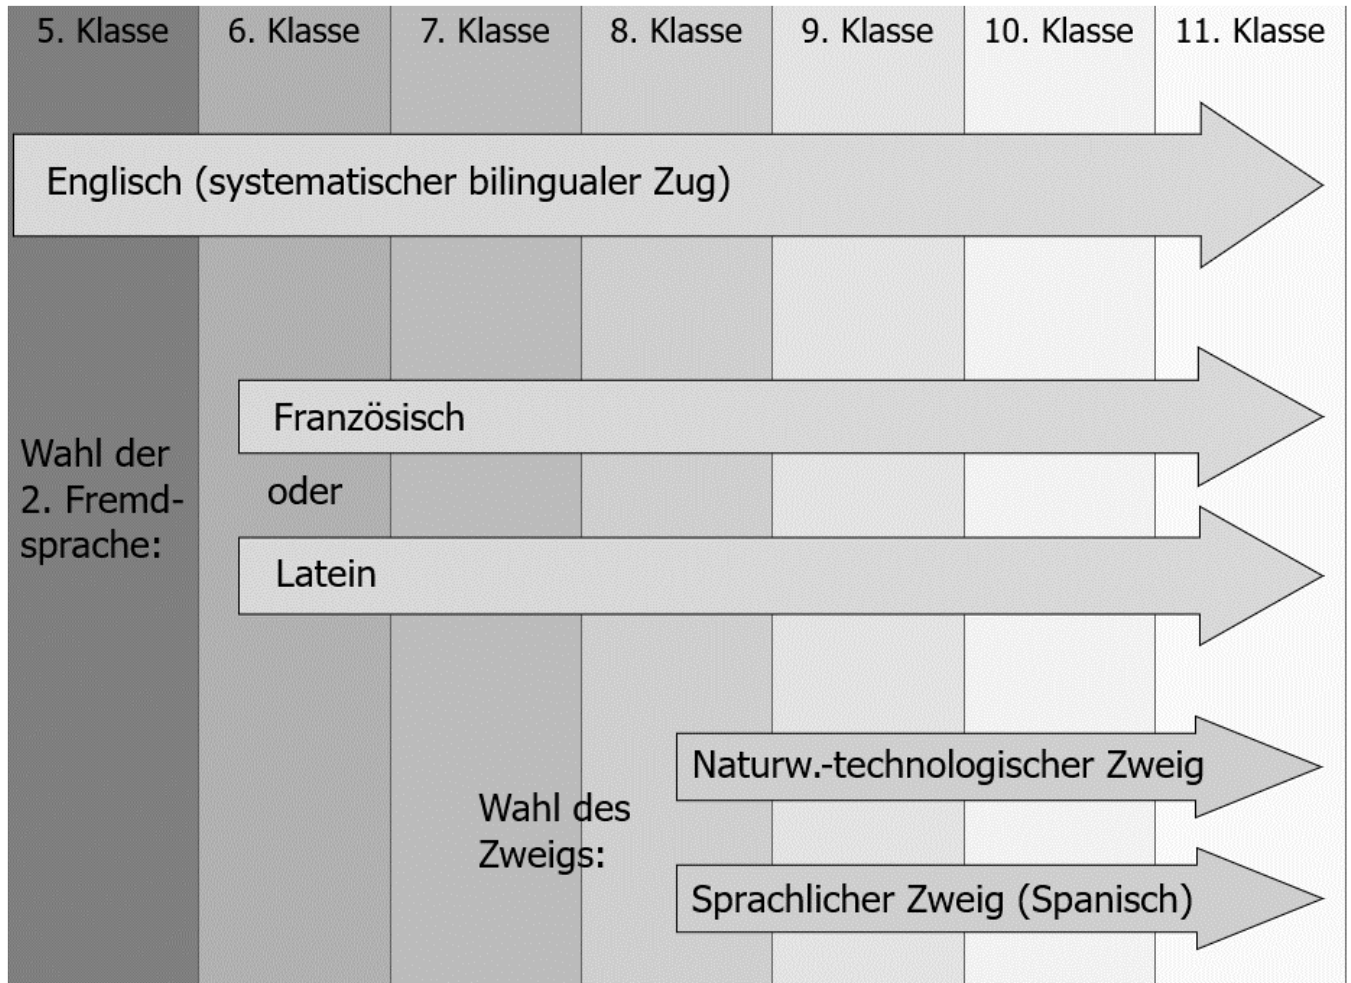 5. Klasse 6. Klasse 7. Klasse 8. Klasse 9. Klasse 10. Klasse 11. Klasse
Englisch (systematischer bilingualer Zug)
Wahl der
2. Fremd-
sprache:
Französisch
oder
Latein
Wahl des
Zweigs:
Naturw.-technologischer Zweig
Sprachlicher Zweig (Spanisch)